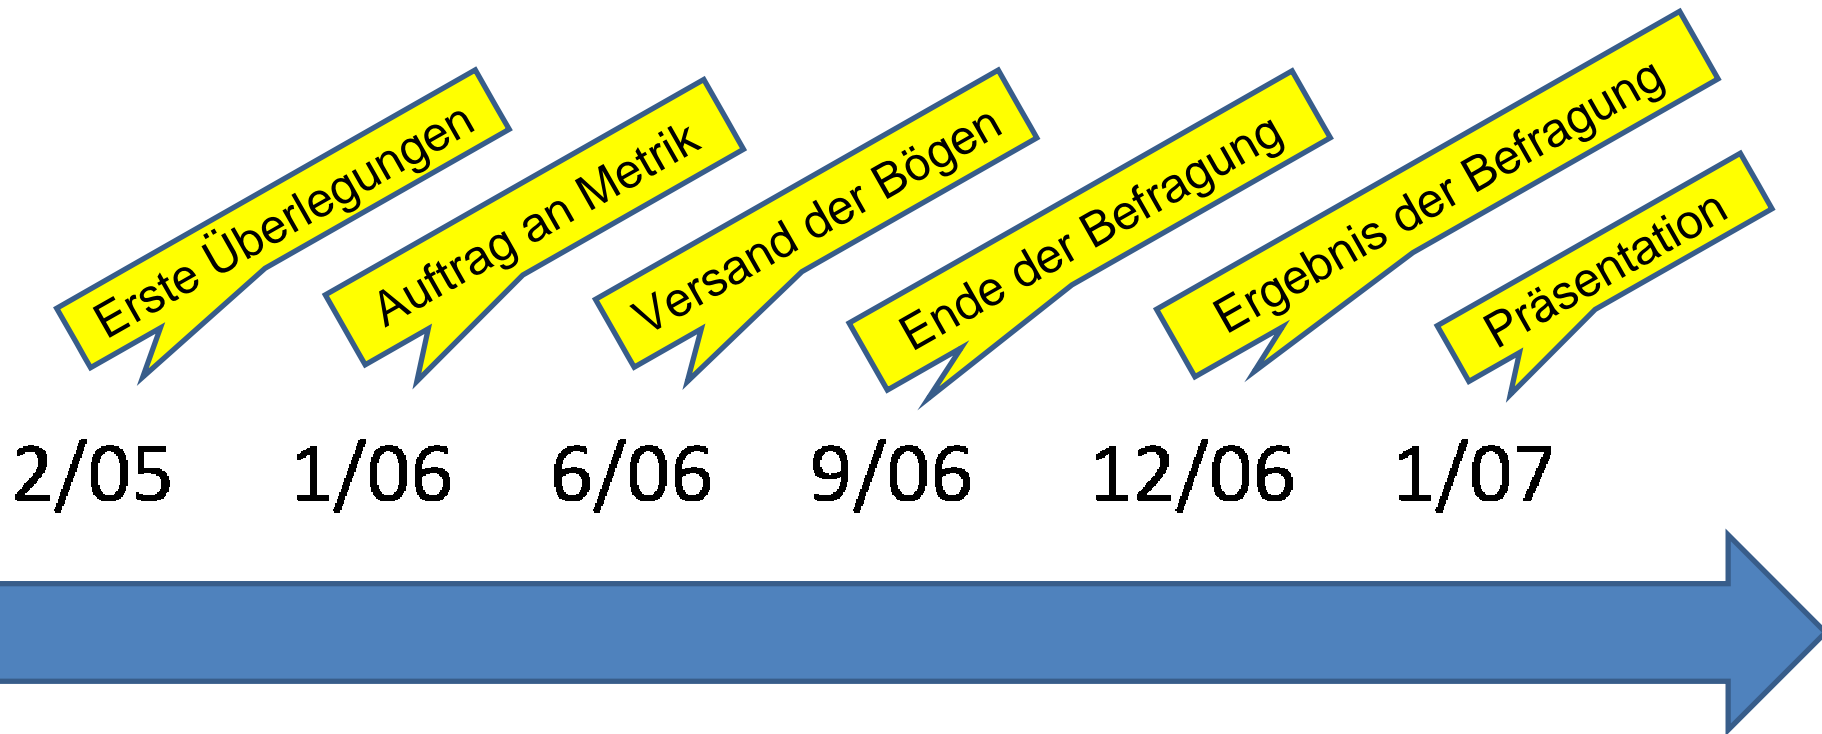 Erste Überlegungen
Auftrag an Metrik
Versand der Bögen
Ende der Befragung
Ergebnis der Befragung
Präsentation
2/05 1/06 6/06 9/06 12/06 1/07